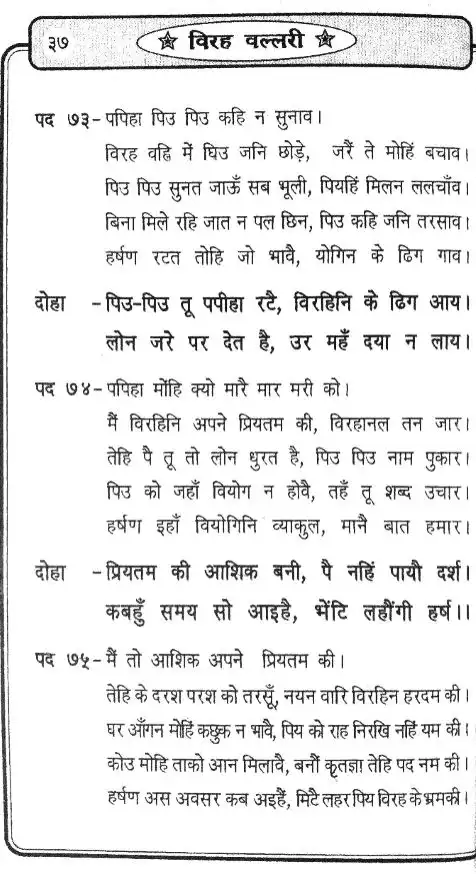 ३७
☆ विरह वल्लरी ☆
पद ७३- पपिहा पिउ पिउ कहि न सुनाव।
विरह वह्नि में घिउ जनि छोड़े, जरैं ते मोहिं बचाव।
पिउ पिउ सुनत जाऊँ सब भूली, पियहिं मिलन ललचाँव।
बिना मिले रहि जात न पल छिन, पिउ कहि जनि तरसाव।
हर्षण रटत तोहि जो भावै, योगिन के ढिग गाव।
दोहा -पिउ-पिउ तू पपीहा रटै, विरहिनि के ढिग आय।
लोन जरे पर देत है, उर महँ दया न लाय।
पद ७४- पपिहा मोंहि क्यो मारै मार मरी को।
मैं विरहिनि अपने प्रियतम की, विरहानल तन जार।
तेहि पै तू तो लोन धुरत है, पिउ पिउ नाम पुकार।
पिउ को जहाँ वियोग न होवै, तहँ तू शब्द उचार।
हर्षण इहाँ वियोगिनि व्याकुल, मानै बात हमार।
दोहा -प्रियतम की आशिक बनी, पै नहिं पायौ दर्श।
कबहुँ समय सो आइहै, भेंटि लहौंगी हर्ष।।
पद ७५- मैं तो आशिक अपने प्रियतम की।
तेहि के दरश परश को तरसूँ, नयन वारि विरहिन हरदम की।
घर आँगन मोहिं कछुक न भावै, पिय को राह निरखि नहिं यम की।
कोउ मोहि ताको आन मिलावै, बनौं कृतज्ञा तेहि पद नम की।
हर्षण अस अवसर कब अइहैं, मिटै लहर पिय विरह के भ्रमकी।